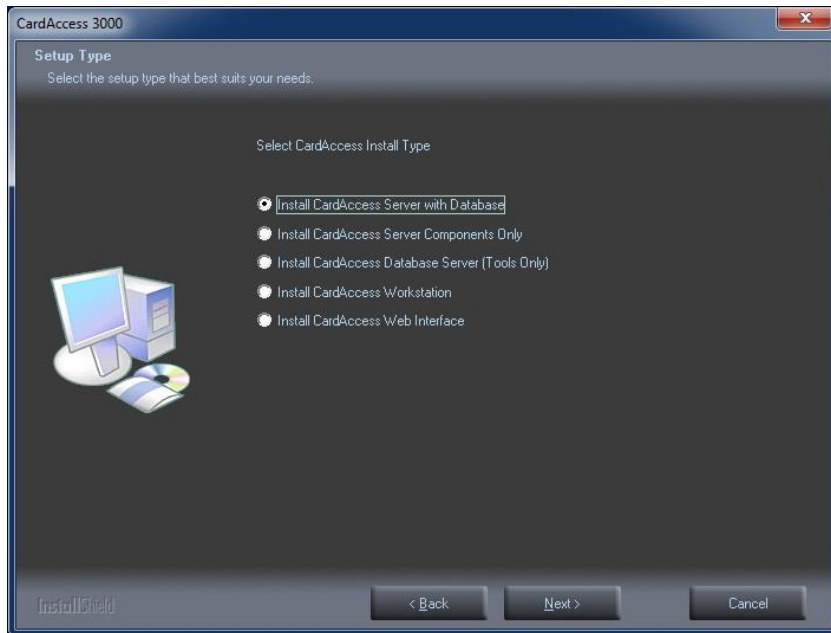 CardAccess 3000
Setup Type
Select the setup type that best suits your needs.
Select CardAccess Install Type
Install CardAccess Server with Database
Install CardAccess Server Components Only
Install CardAccess Database Server (Tools Only)
Install CardAccess Workstation
Install CardAccess Web Interface
InstallShield
< Back
Next >
Cancel